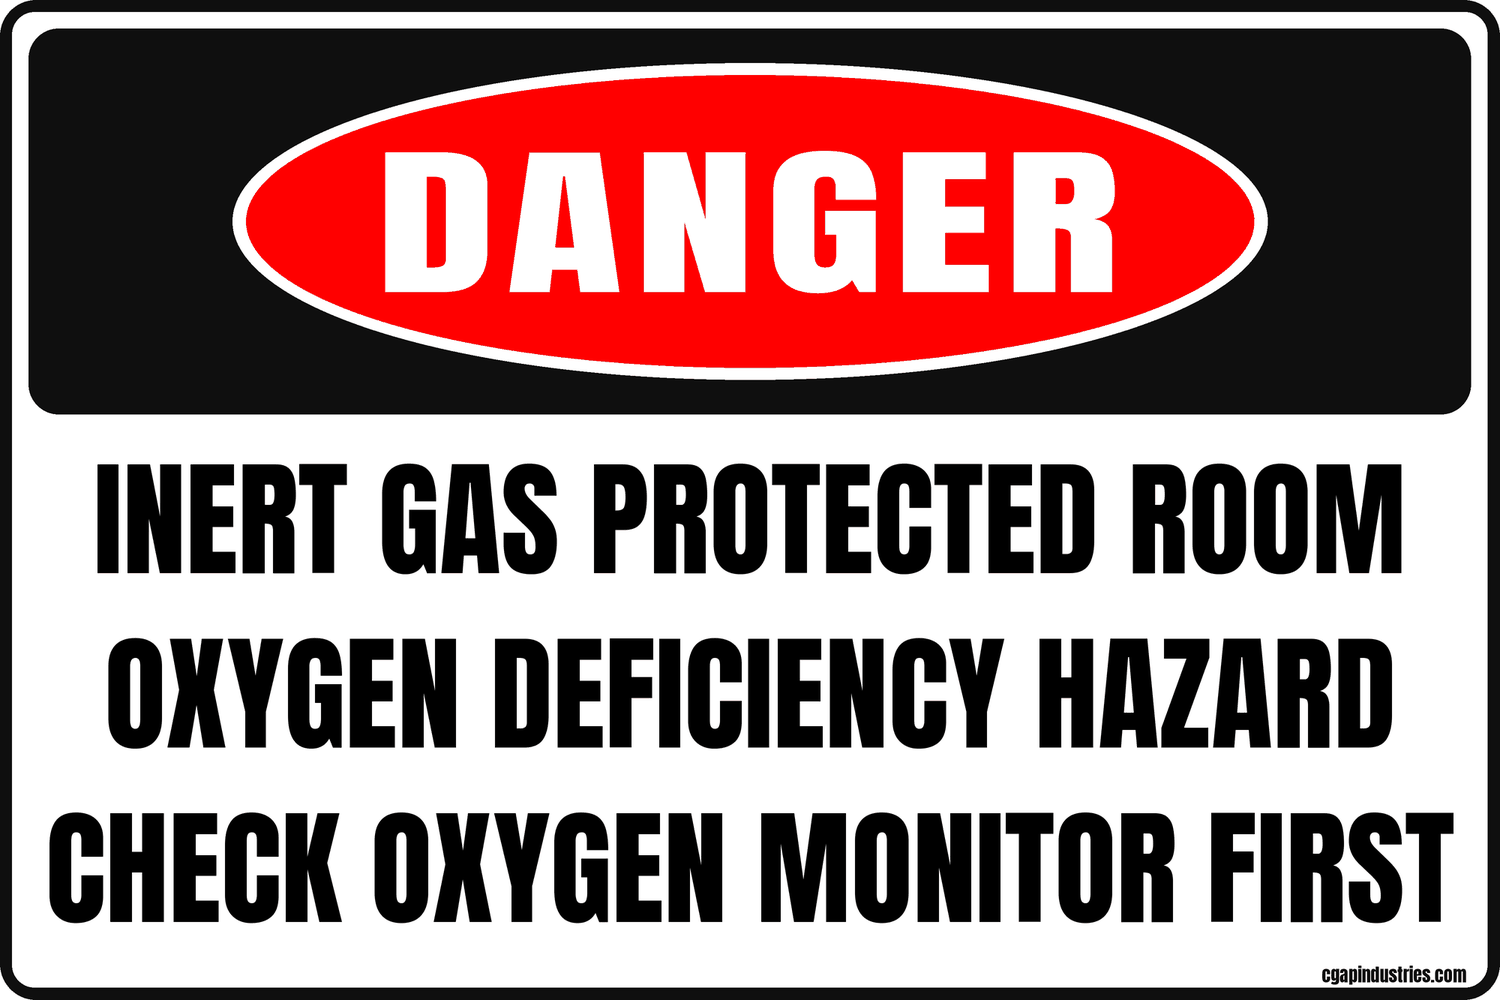 DANGER
INERT GAS PROTECTED ROOM
OXYGEN DEFICIENCY HAZARD
CHECK OXYGEN MONITOR FIRST
cgapindustries.com